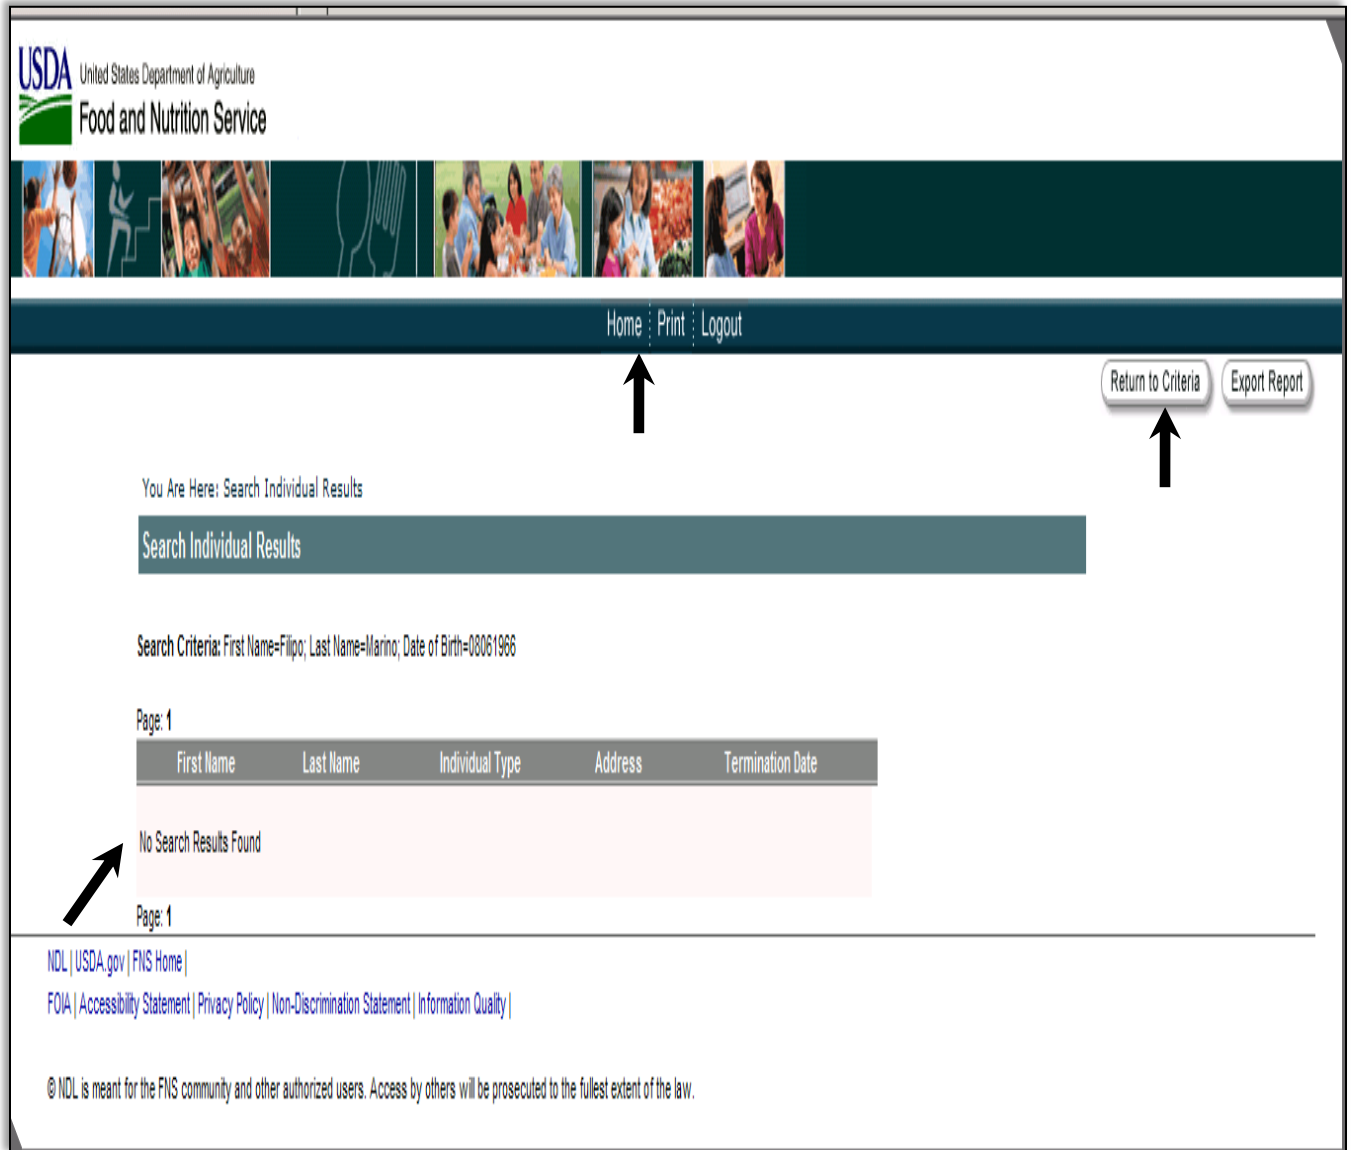 USDA United States Department of Agriculture
Food and Nutrition Service
Home Print Logout
Return to Criteria Export Report
You Are Here: Search Individual Results
Search Individual Results
Search Criteria: First Name=Filipo; Last Name=Marino; Date of Birth=08061966
Page: 1
First Name Last Name Individual Type Address Termination Date
No Search Results Found
Page: 1
NDL | USDA.gov | FNS Home |
FOIA | Accessibility Statement | Privacy Policy | Non-Discrimination Statement | Information Quality |
© NDL is meant for the FNS community and other authorized users. Access by others will be prosecuted to the fullest extent of the law.